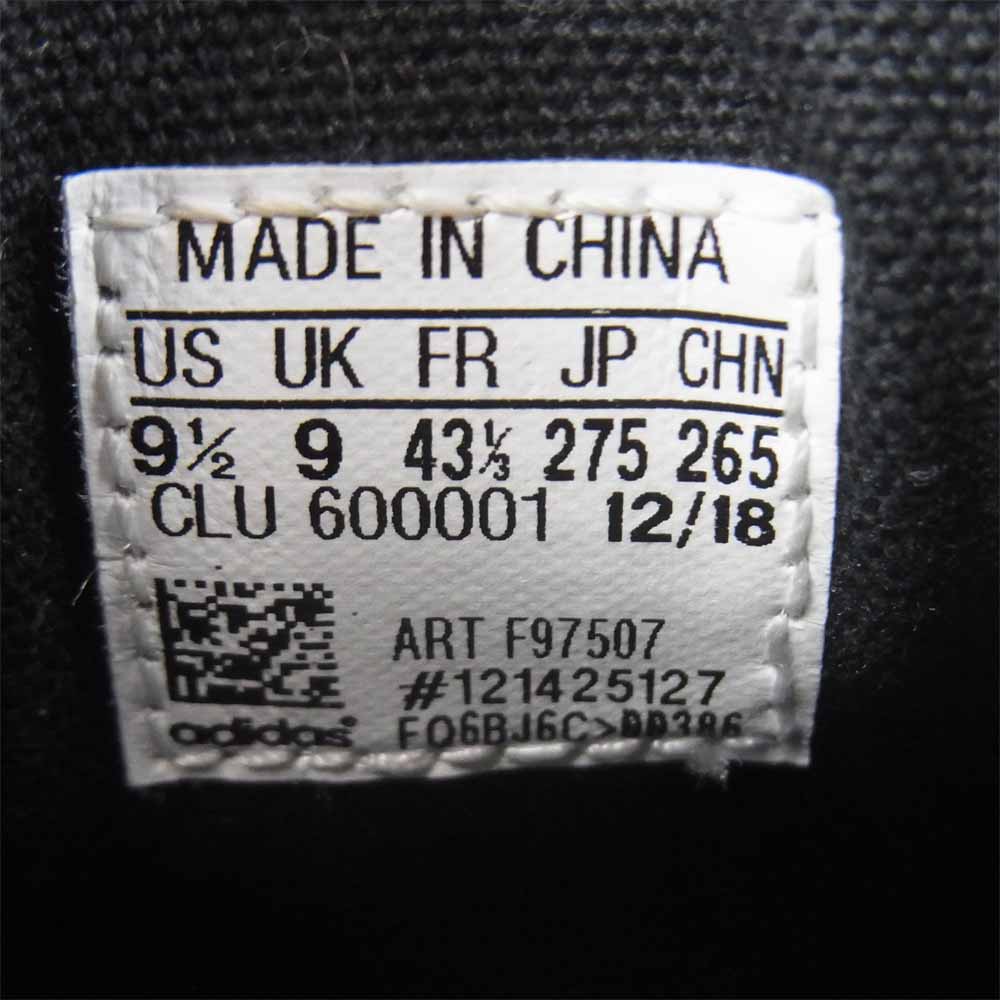 MADE IN CHINA
US UK FR JP CHN
9½ 9 43⅓ 275 265
CLU 600001 12/18
ART F97507
#121425127
adidas®